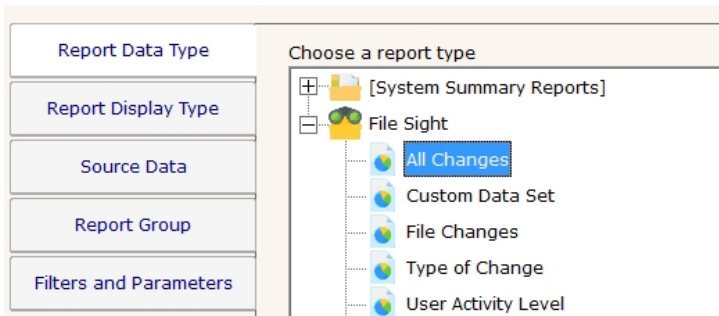 Report Data Type
Report Display Type
Source Data
Report Group
Filters and Parameters
Choose a report type
[System Summary Reports]
File Sight
All Changes
Custom Data Set
File Changes
Type of Change
User Activity Level